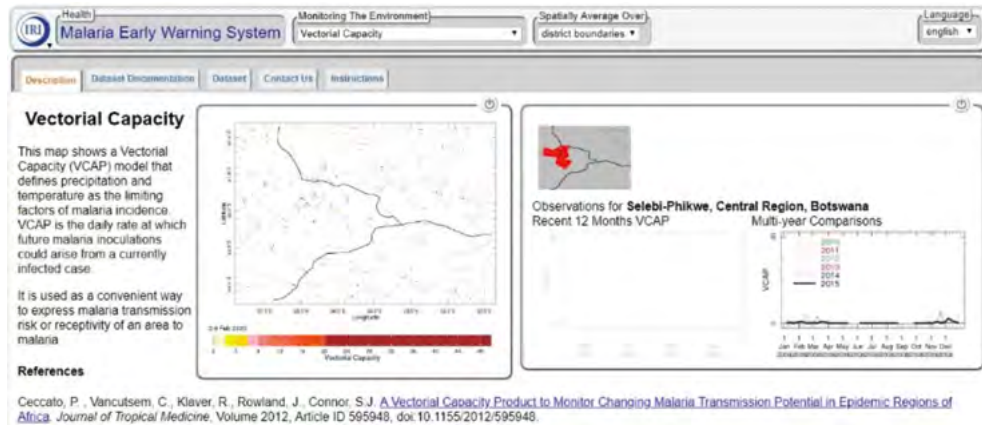 Health
Monitoring The Environment
Spatially Average Over
Language
IRI
Malaria Early Warning System
Vectorial Capacity
district boundaries
english
Description
Dataset Documentation
Dataset
Contact Us
Instructions
Vectorial Capacity
This map shows a Vectorial
Capacity (VCAP) model that
defines precipitation and
temperature as the limiting
factors of malaria incidence.
VCAP is the daily rate at which
future malaria inoculations
could arise from a currently
infected case.
It is used as a convenient way
to express malaria transmission
risk or receptivity of an area to
malaria
Latitude
Longitude
Vectorial Capacity
Observations for Selebi-Phikwe, Central Region, Botswana
Recent 12 Months VCAP
Multi-year Comparisons
VCAP
2010
2011
2012
2013
2014
2015
Jan Feb Mar Apr May Jun Jul Aug Sep Oct Nov Dec
References
Ceccato, P., Vancutsem, C., Klaver, R., Rowland, J., Connor, S.J. A Vectorial Capacity Product to Monitor Changing Malaria Transmission Potential in Epidemic Regions of
Africa. Journal of Tropical Medicine, Volume 2012, Article ID 595948, doi:10.1155/2012/595948.